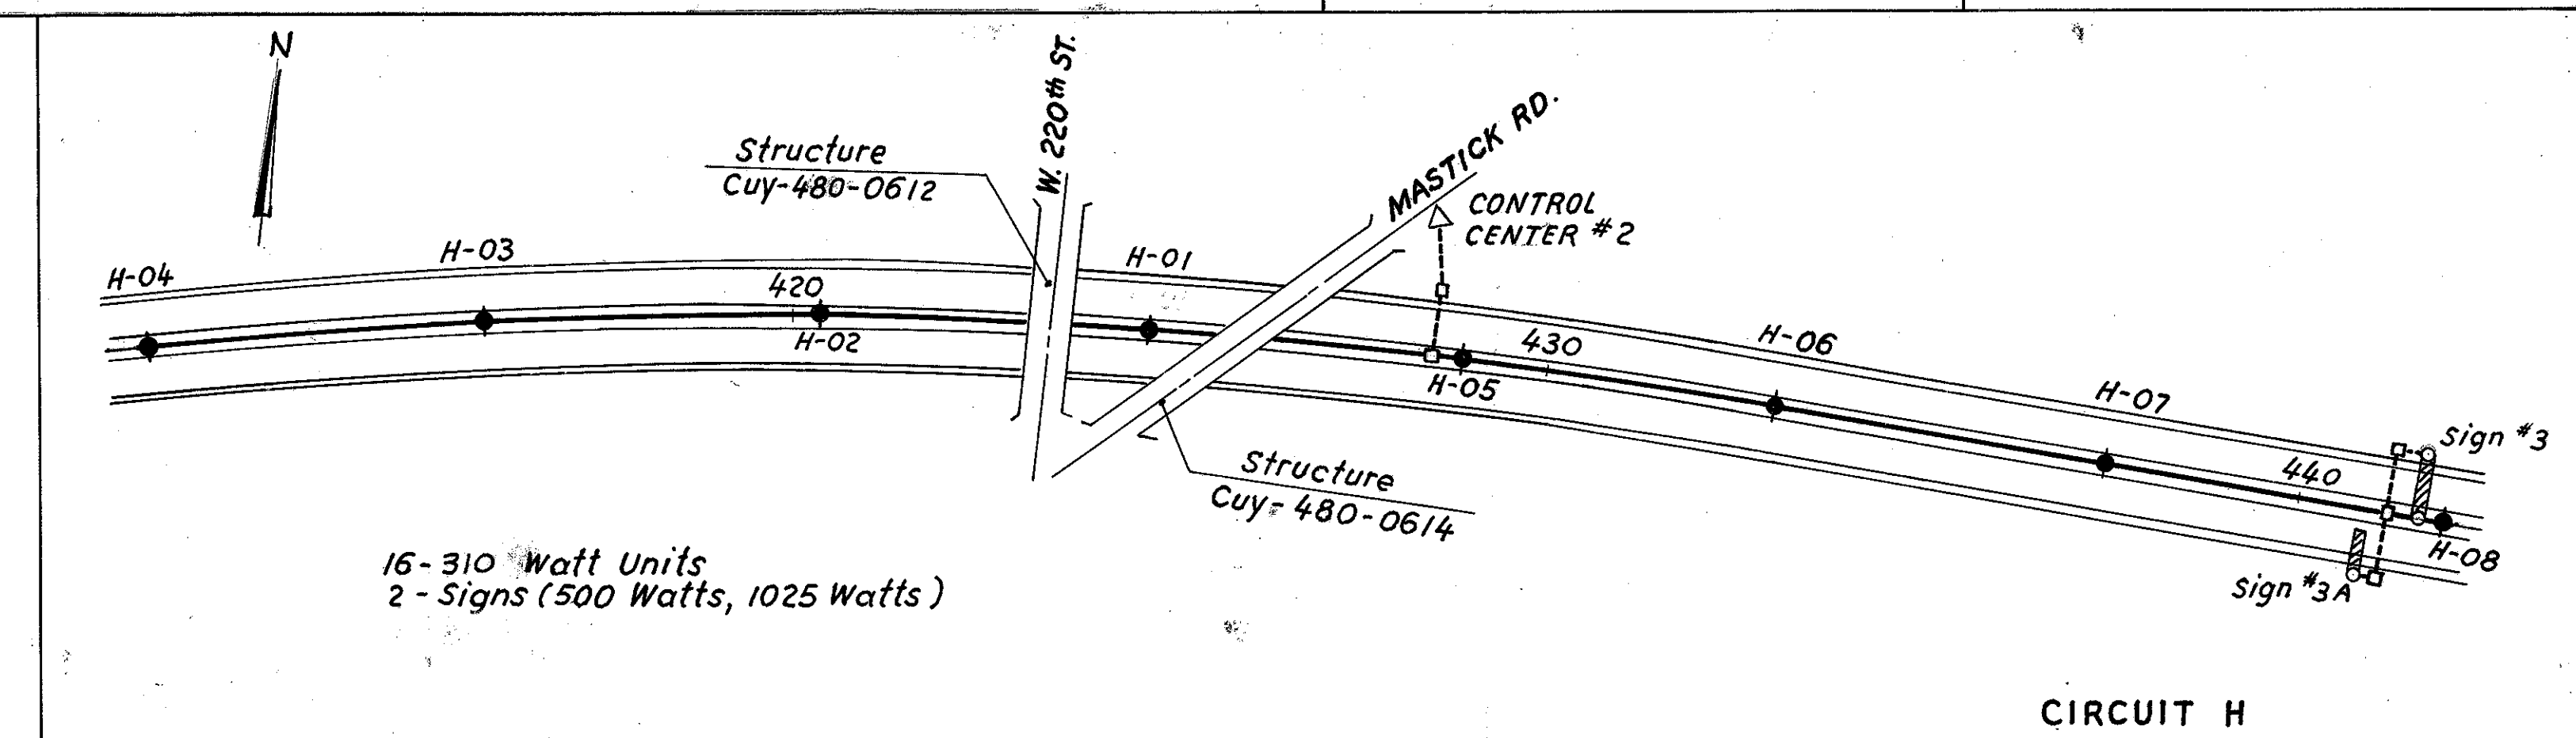 N
W. 220th ST.
MASTICK RD.
Structure
Cuy-480-0612
CONTROL
CENTER #2
H-04
H-03
420
H-02
H-01
430
H-05
H-06
H-07
Sign #3
440
H-08
Sign #3A
Structure
Cuy-480-0614
16-310 Watt Units
2-Signs (500 Watts, 1025 Watts)
CIRCUIT H